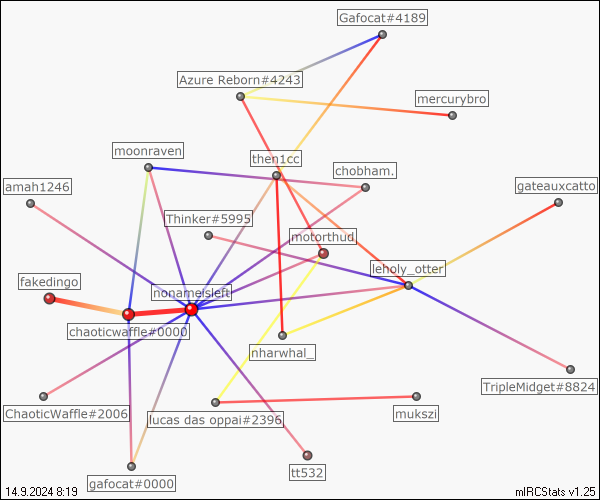 Gafocat#4189
Azure Reborn#4243
mercurybro
moonraven
then1cc
chobham.
amah1246
gateauxcatto
Thinker#5995
motorthud
leholy_otter
fakedingo
nonameisleft
chaoticwaffle#0000
nharwhal_
TripleMidget#8824
ChaoticWaffle#2006
lucas das oppai#2396
mukszi
tt532
gafocat#0000
14.9.2024 8:19
mIRCStats v1.25